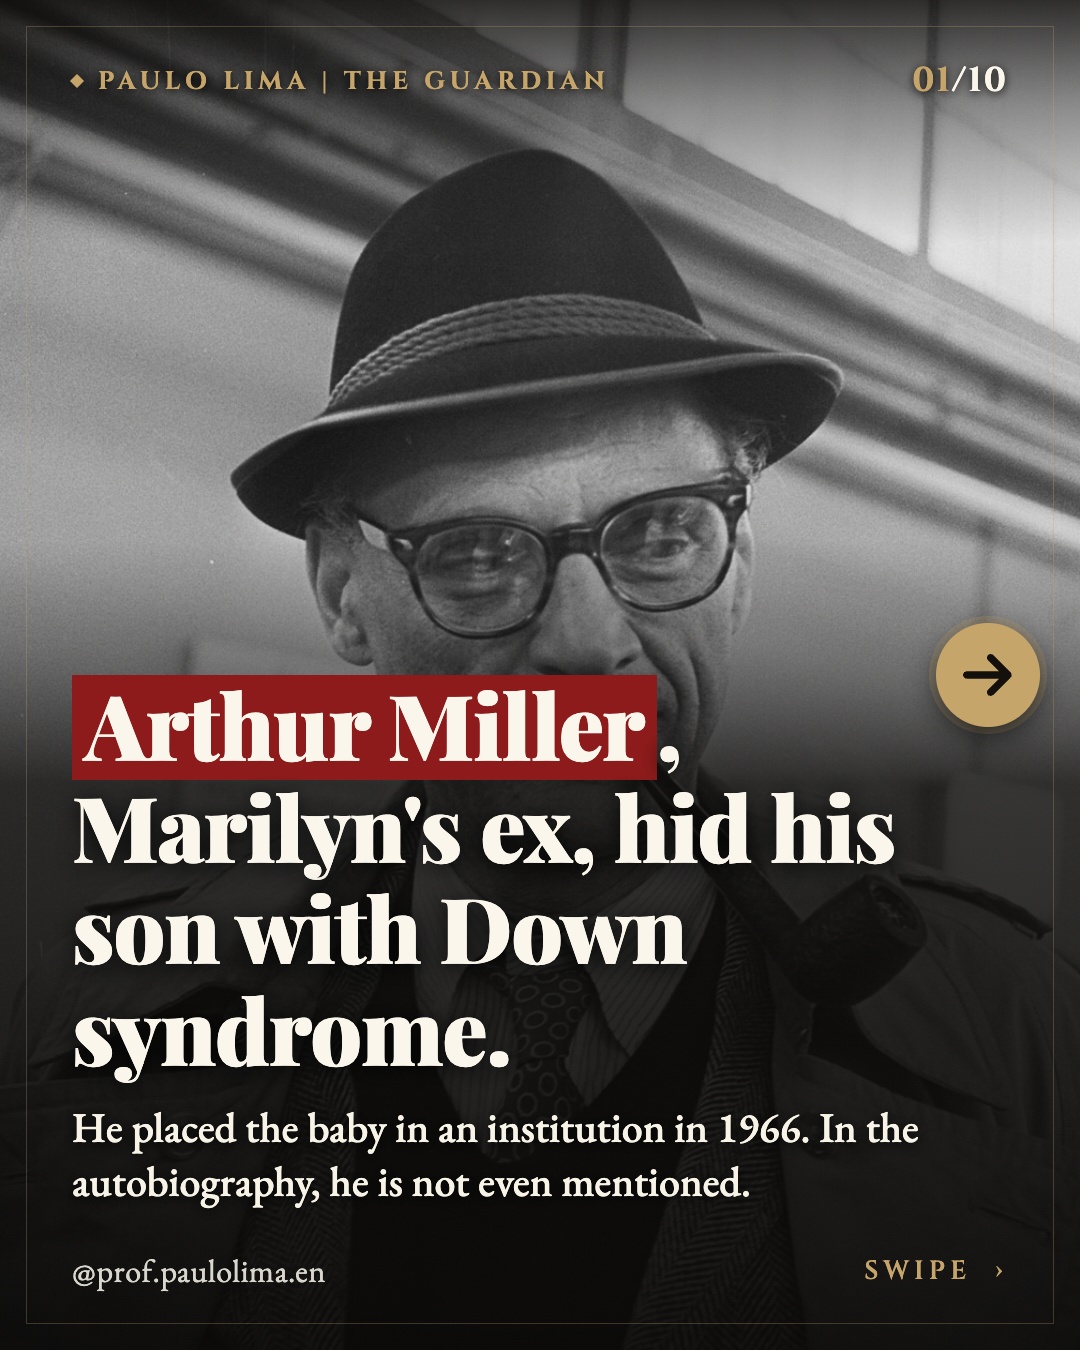 ◆ PAULO LIMA | THE GUARDIAN
01/10
Arthur Miller,
Marilyn's ex, hid his
son with Down
syndrome.
He placed the baby in an institution in 1966. In the
autobiography, he is not even mentioned.
@prof.paulolima.en
SWIPE ›